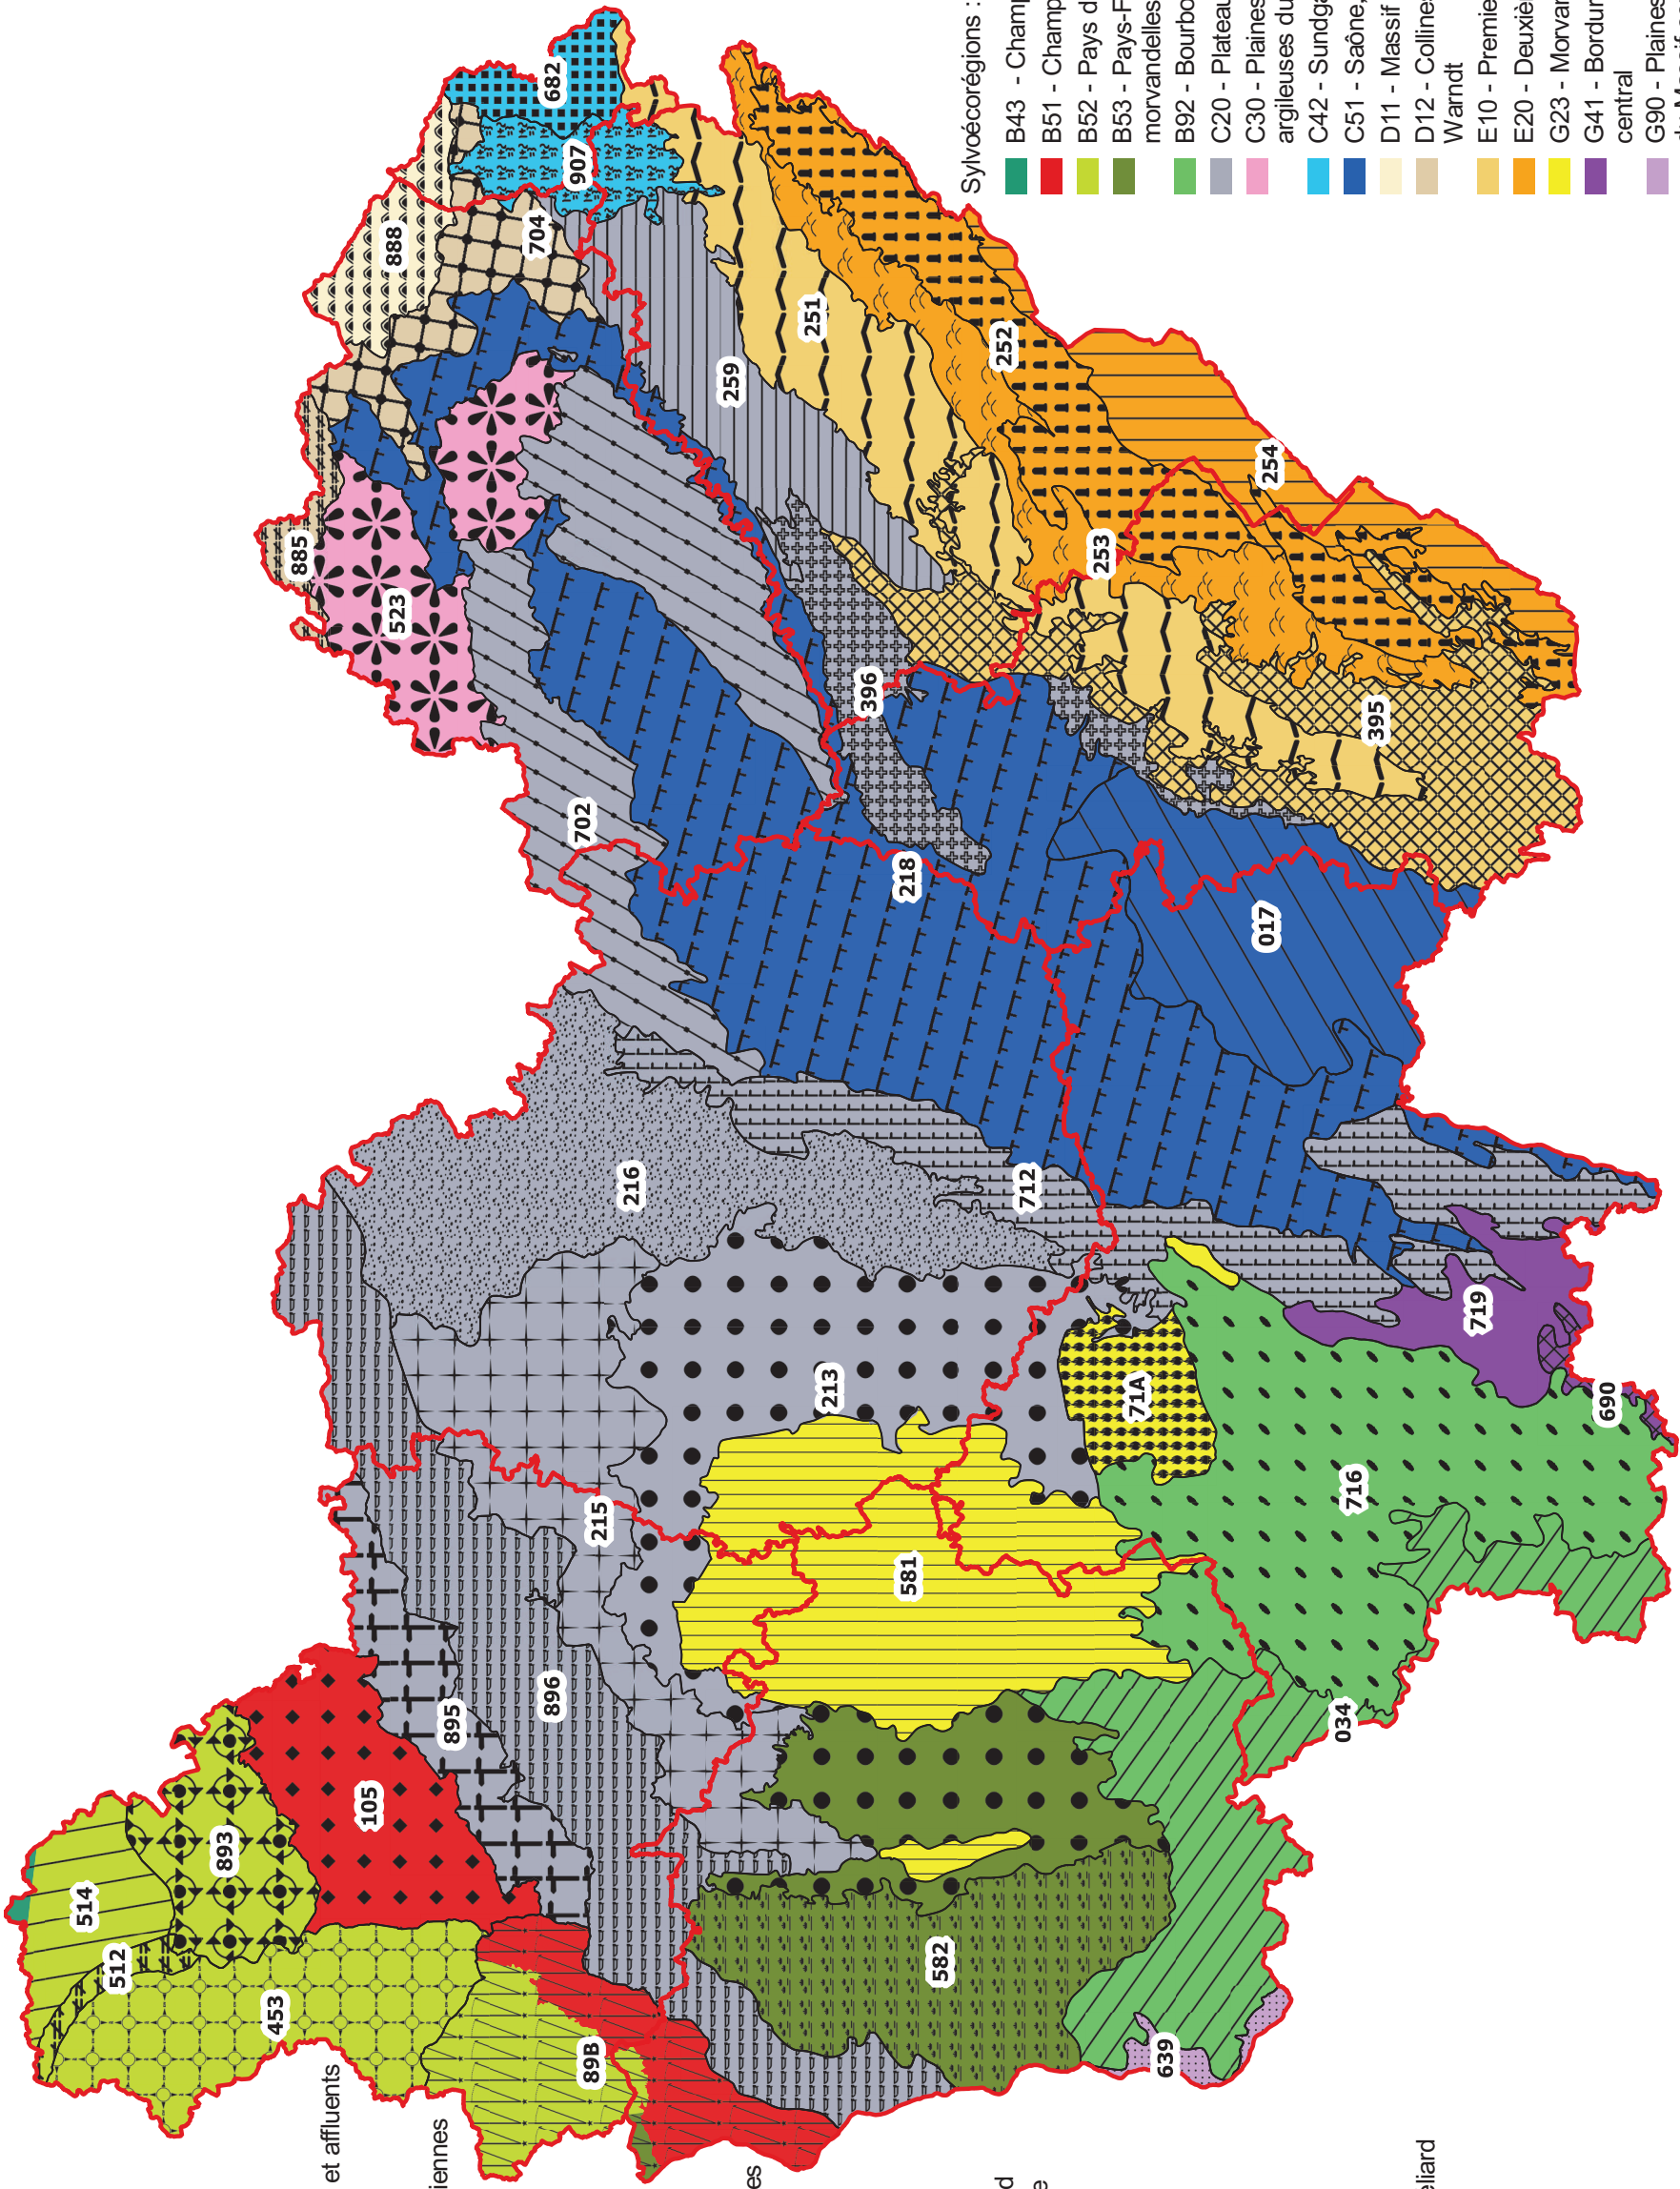 et affluents
iennes
es
d
e
eliard
514
512
453
893
105
89B
895
896
215
216
213
581
582
639
034
716
71A
690
719
712
702
218
017
523
885
888
704
907
682
259
396
251
252
253
254
395
Sylvoécorégions :
B43 - Champ
B51 - Champ
B52 - Pays d
B53 - Pays-F
morvandelles
B92 - Bourbo
C20 - Plateau
C30 - Plaines
argileuses du
C42 - Sundga
C51 - Saône,
D11 - Massif
D12 - Collines
Warndt
E10 - Premie
E20 - Deuxiè
G23 - Morvan
G41 - Bordur
central
G90 - Plaines